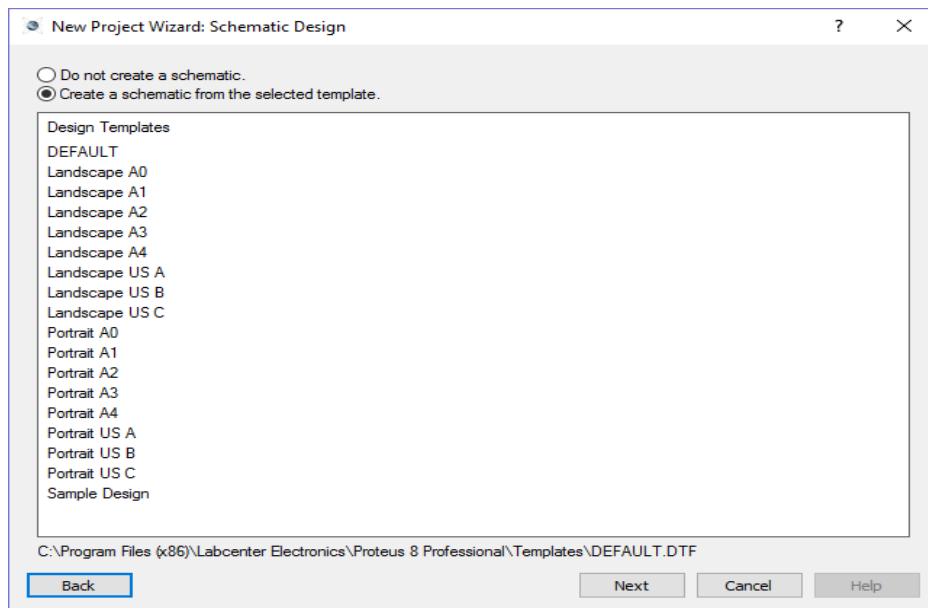 New Project Wizard: Schematic Design ?
Do not create a schematic.
Create a schematic from the selected template.
Design Templates
DEFAULT
Landscape A0
Landscape A1
Landscape A2
Landscape A3
Landscape A4
Landscape US A
Landscape US B
Landscape US C
Portrait A0
Portrait A1
Portrait A2
Portrait A3
Portrait A4
Portrait US A
Portrait US B
Portrait US C
Sample Design
C:\Program Files (x86)\Labcenter Electronics\Proteus 8 Professional\Templates\DEFAULT.DTF
Back Next Cancel Help